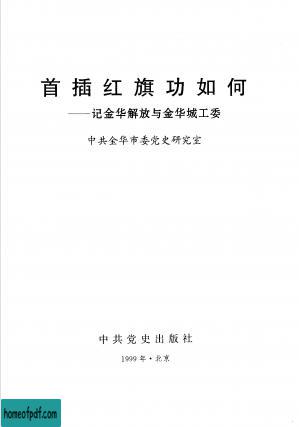 首插红旗功如何
——记金华解放与金华城工委
中共金华市委党史研究室
中共党史出版社
1999年·北京
homeofpdf.com